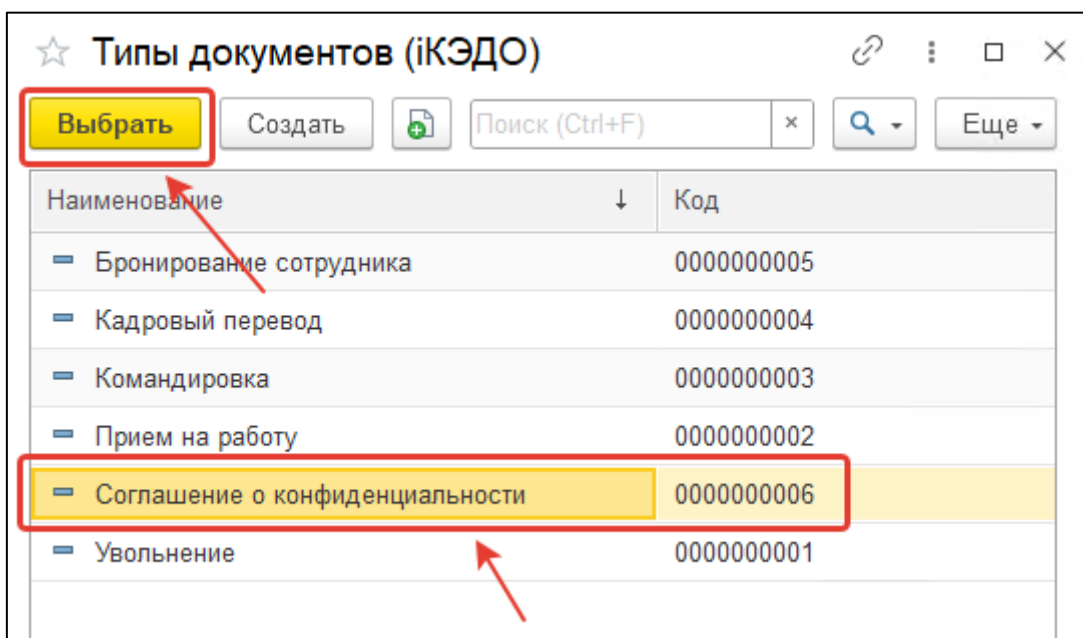 Типы документов (iКЭДО)
Выбрать Создать Поиск (Ctrl+F) × Еще
Наименование ↓ Код
Бронирование сотрудника 0000000005
Кадровый перевод 0000000004
Командировка 0000000003
Прием на работу 0000000002
Соглашение о конфиденциальности 0000000006
Увольнение 0000000001